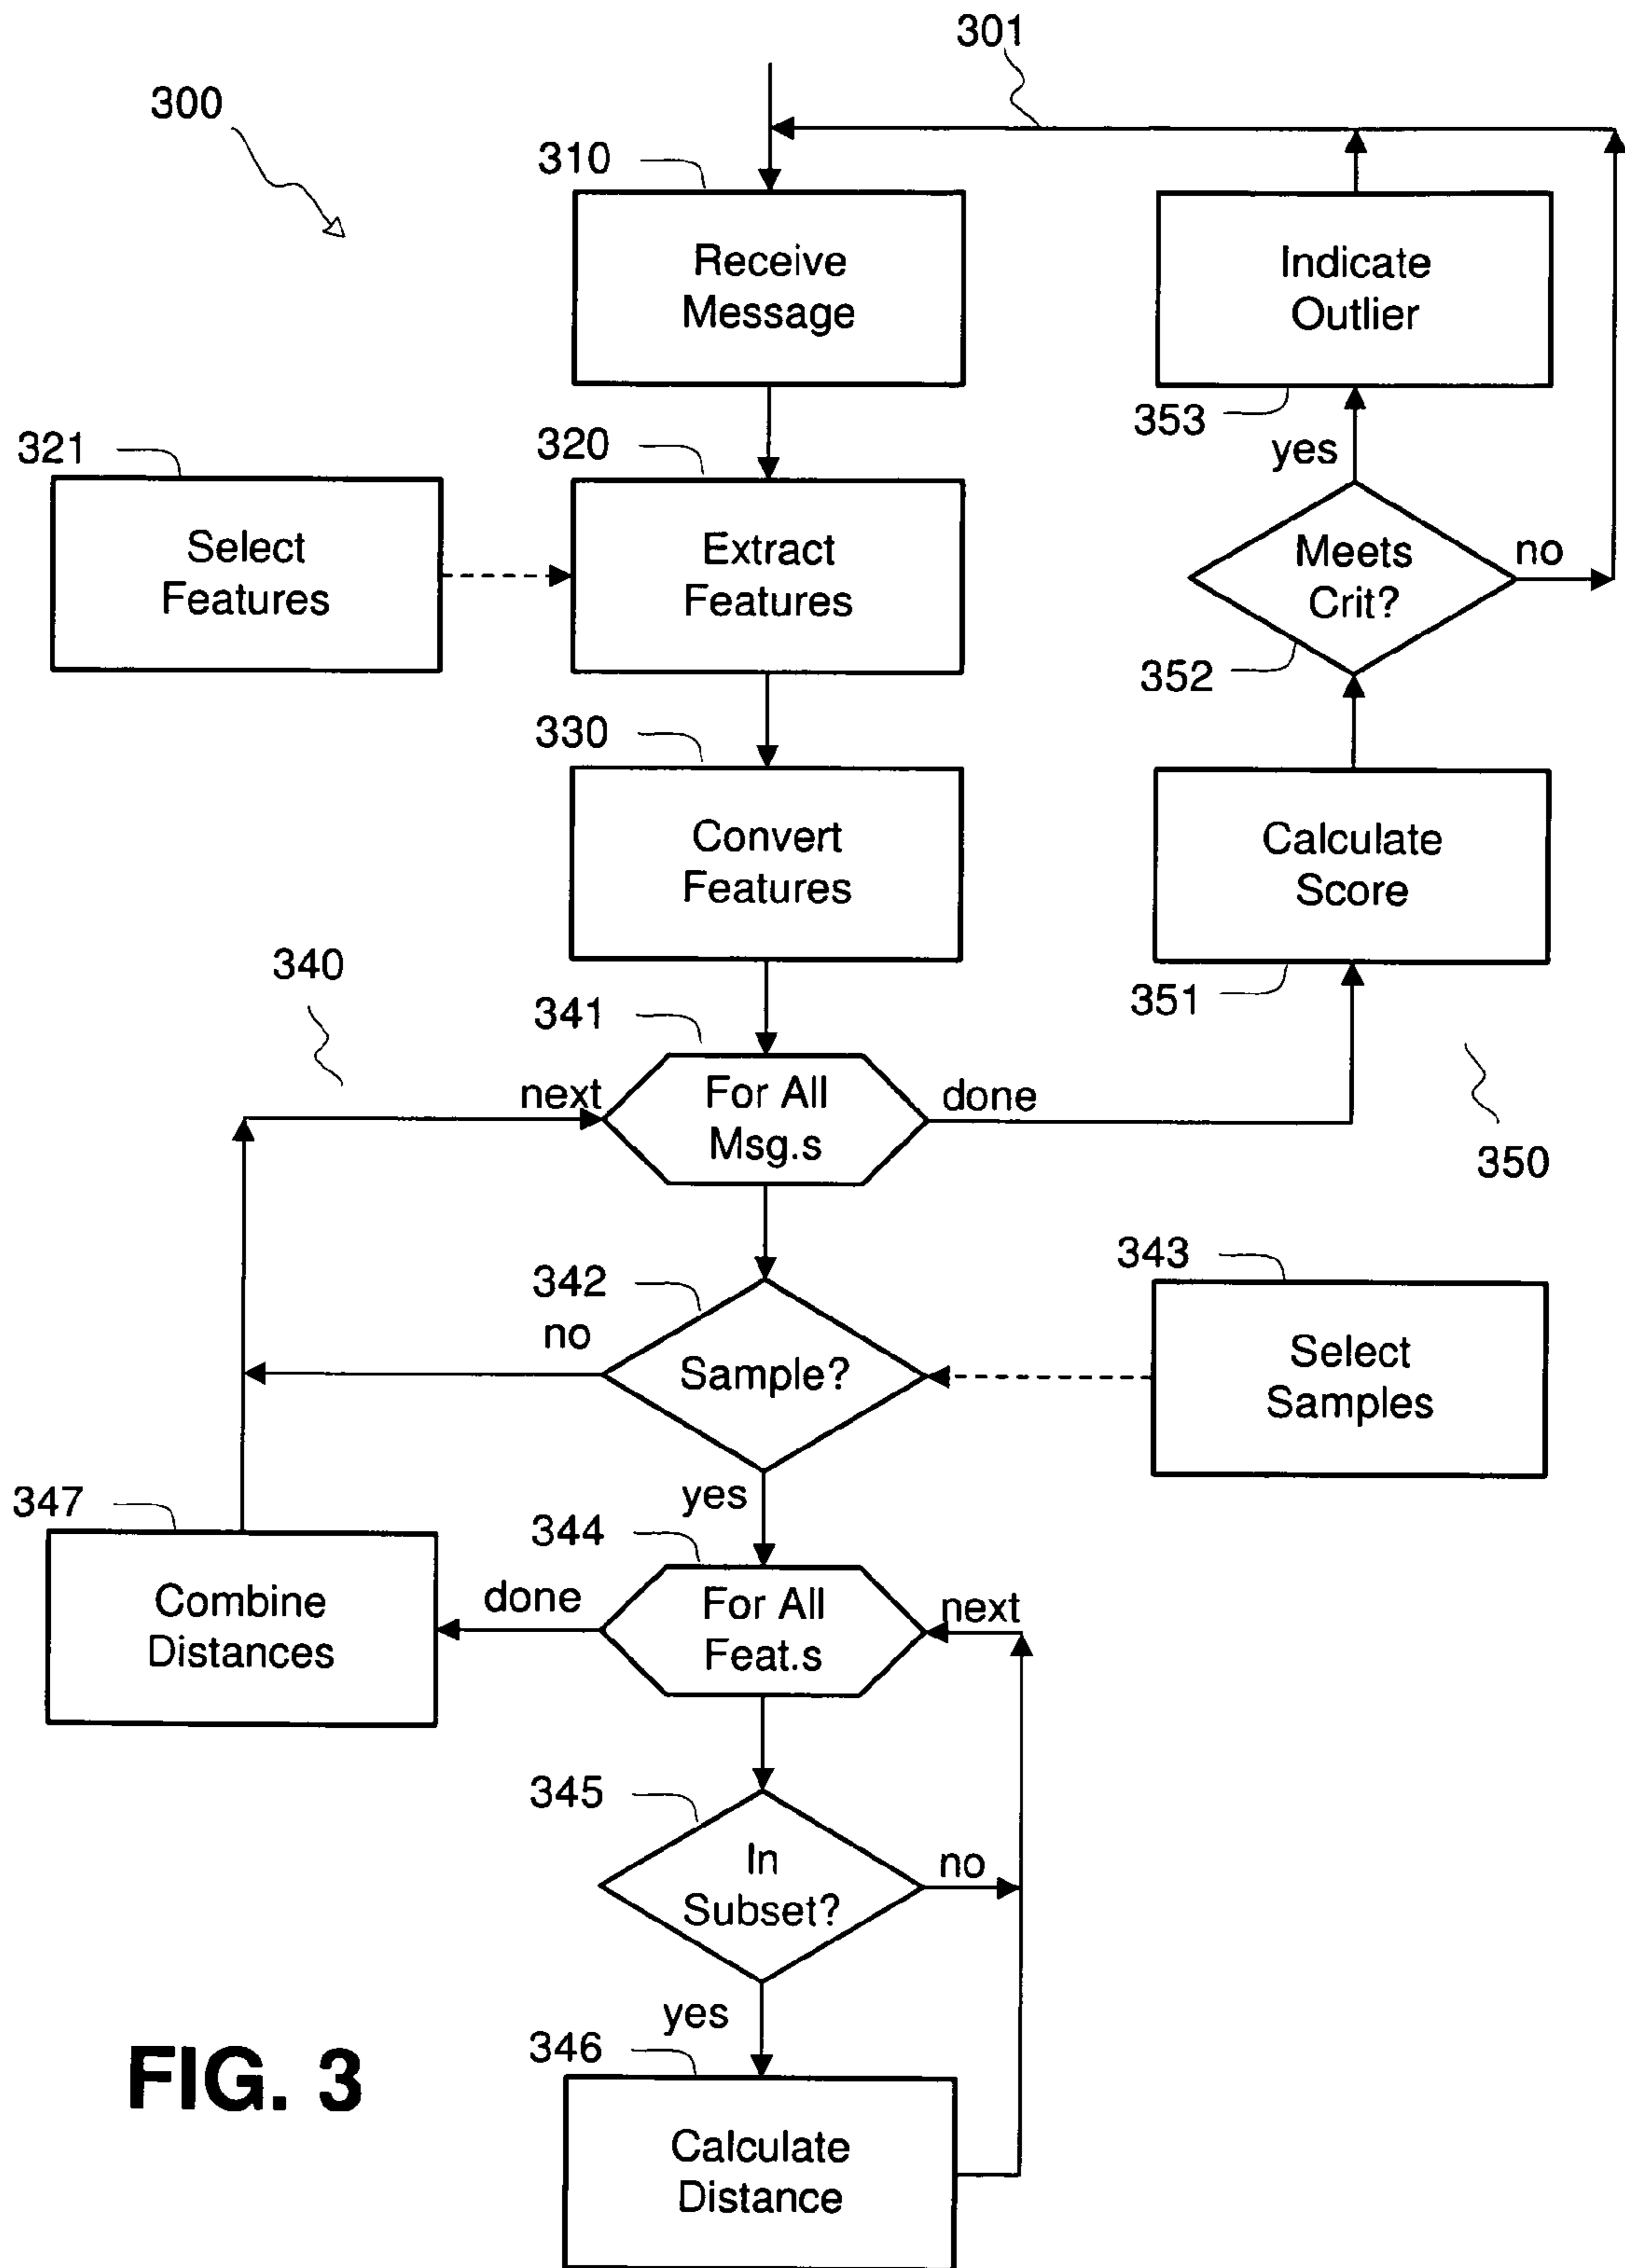 301
300
310
Receive
Message
Indicate
Outlier
353
yes
321
320
Select
Features
Extract
Features
Meets
Crit?
no
352
330
Convert
Features
Calculate
Score
351
340
341
next
For All
Msg.s
done
350
342
no
Sample?
343
Select
Samples
yes
347
344
Combine
Distances
done
For All
Feat.s
next
345
In
Subset?
no
yes
346
Calculate
Distance
FIG. 3